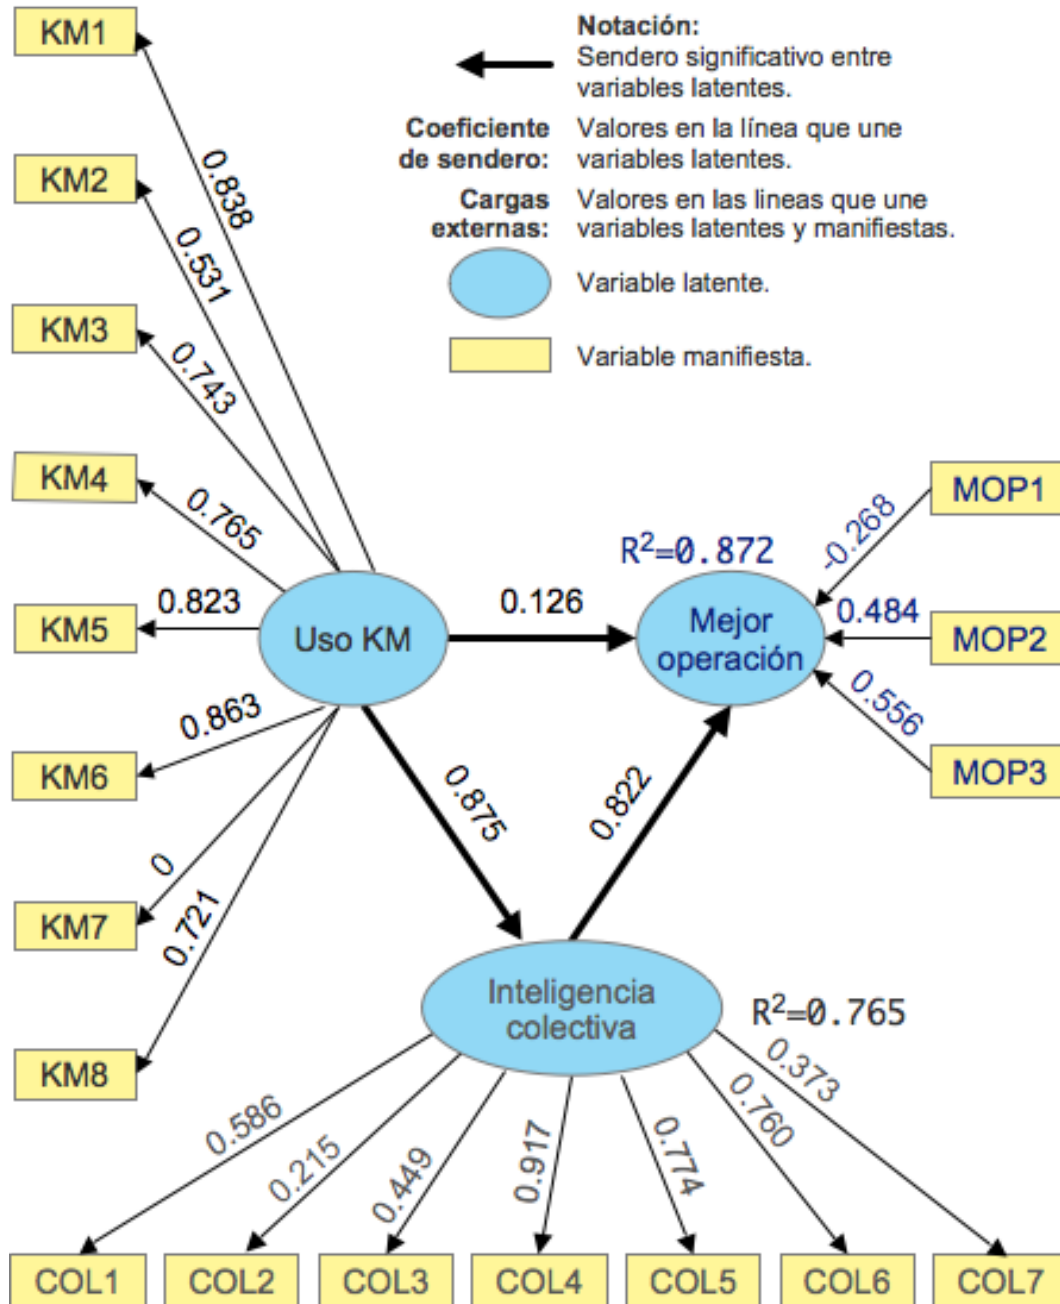 KM1
KM2
KM3
KM4
KM5
KM6
KM7
KM8
0.838
0.531
0.743
0.765
0.823
0.863
0
0.721
Notación:
Sendero significativo entre
variables latentes.
Coeficiente
de sendero:
Valores en la línea que une
variables latentes.
Cargas
externas:
Valores en las lineas que une
variables latentes y manifiestas.
Variable latente.
Variable manifiesta.
Uso KM
0.126
R²=0.872
Mejor
operación
-0.268
0.484
0.556
MOP1
MOP2
MOP3
0.875
0.822
Inteligencia
colectiva
R²=0.765
0.586
0.215
0.449
0.917
0.774
0.760
0.373
COL1
COL2
COL3
COL4
COL5
COL6
COL7